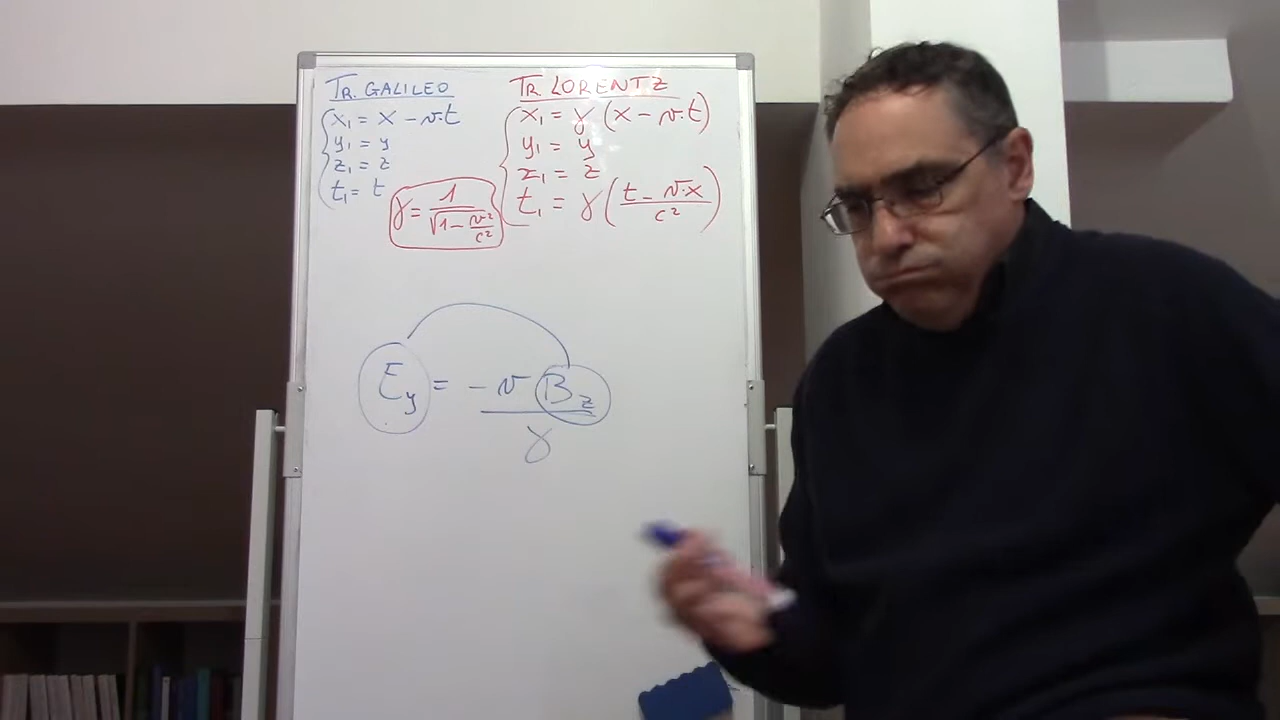 TR. GALILEO
x₁ = x - v·t
y₁ = y
z₁ = z
t₁ = t
γ = 1 / √1 - v²/c²
TR LORENTZ
x₁ = γ (x - v·t)
y₁ = y
z₁ = z
t₁ = γ (t - v·x / c²)
E_y = - v B_z / γ